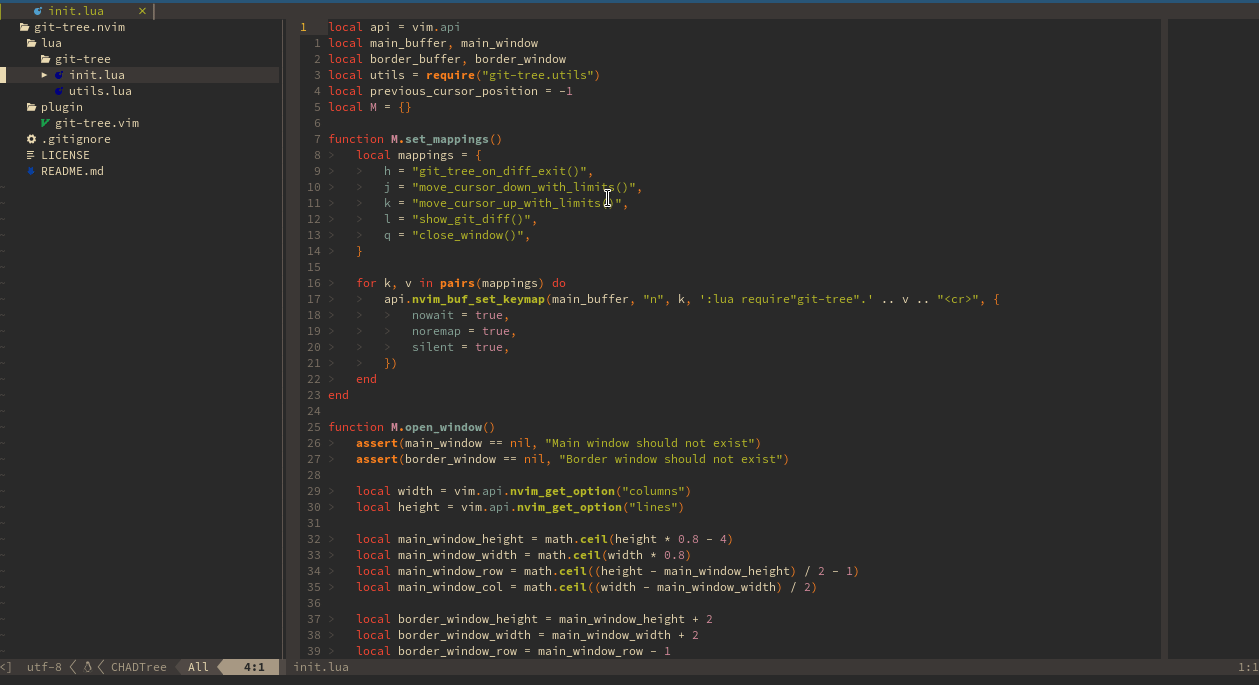 init.lua ×
git-tree.nvim
lua
git-tree
init.lua
utils.lua
plugin
git-tree.vim
.gitignore
LICENSE
README.md
1 local api = vim.api
1 local main_buffer, main_window
2 local border_buffer, border_window
3 local utils = require("git-tree.utils")
4 local previous_cursor_position = -1
5 local M = {}
6
7 function M.set_mappings()
8 > local mappings = {
9 > > h = "git_tree_on_diff_exit()",
10 > > j = "move_cursor_down_with_limits()",
11 > > k = "move_cursor_up_with_limits()",
12 > > l = "show_git_diff()",
13 > > q = "close_window()",
14 > }
15
16 > for k, v in pairs(mappings) do
17 > > api.nvim_buf_set_keymap(main_buffer, "n", k, ':lua require"git-tree".' .. v .. "<cr>", {
18 > > > nowait = true,
19 > > > noremap = true,
20 > > > silent = true,
21 > > })
22 > end
23 end
24
25 function M.open_window()
26 > assert(main_window == nil, "Main window should not exist")
27 > assert(border_window == nil, "Border window should not exist")
28
29 > local width = vim.api.nvim_get_option("columns")
30 > local height = vim.api.nvim_get_option("lines")
31
32 > local main_window_height = math.ceil(height * 0.8 - 4)
33 > local main_window_width = math.ceil(width * 0.8)
34 > local main_window_row = math.ceil((height - main_window_height) / 2 - 1)
35 > local main_window_col = math.ceil((width - main_window_width) / 2)
36
37 > local border_window_height = main_window_height + 2
38 > local border_window_width = main_window_width + 2
39 > local border_window_row = main_window_row - 1
<] utf-8 CHADTree All 4:1 init.lua 1:1